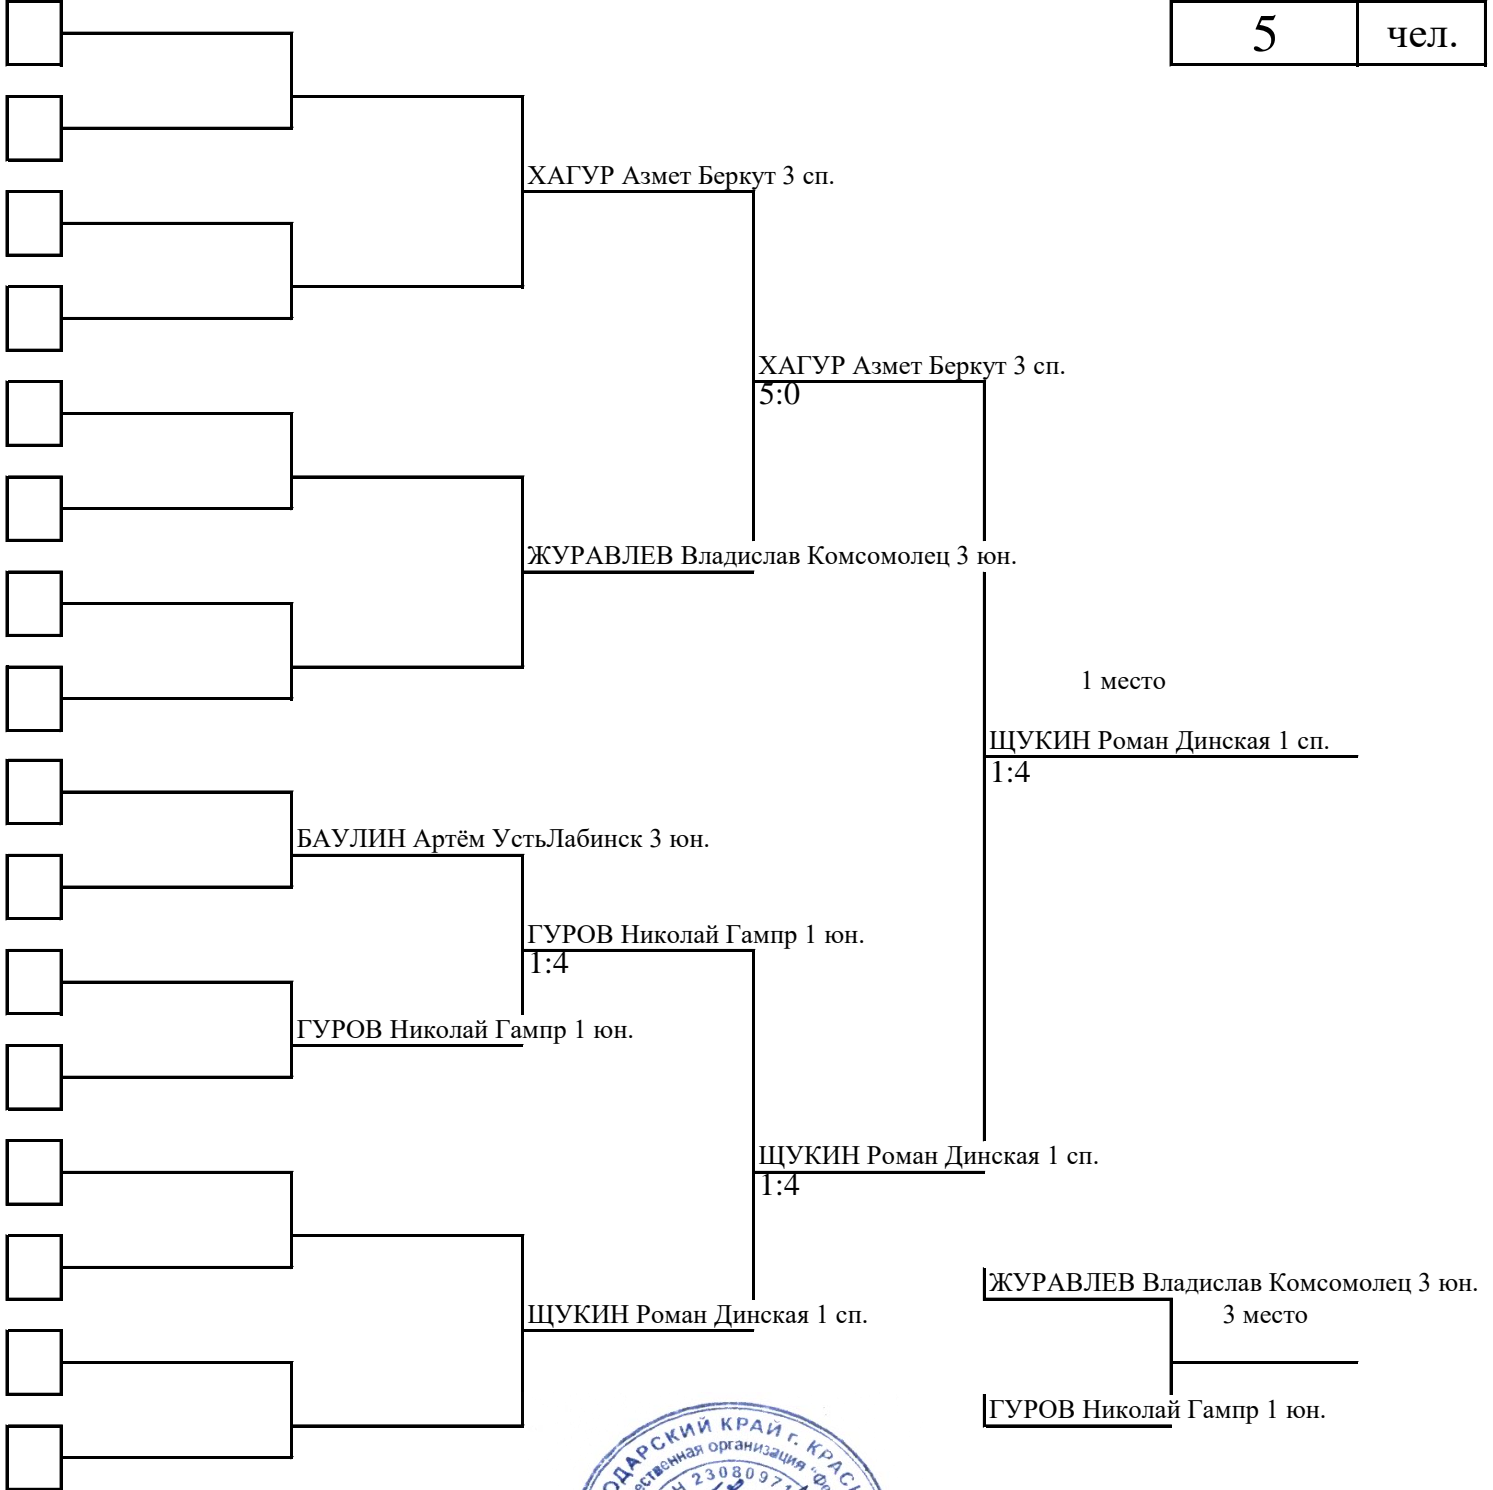 5 чел.
ХАГУР Азмет Беркут 3 сп.
ХАГУР Азмет Беркут 3 сп.
5:0
ЖУРАВЛЕВ Владислав Комсомолец 3 юн.
1 место
ЩУКИН Роман Динская 1 сп.
1:4
БАУЛИН Артём УстьЛабинск 3 юн.
ГУРОВ Николай Гампр 1 юн.
1:4
ГУРОВ Николай Гампр 1 юн.
ЩУКИН Роман Динская 1 сп.
1:4
ЖУРАВЛЕВ Владислав Комсомолец 3 юн.
ЩУКИН Роман Динская 1 сп.
3 место
ГУРОВ Николай Гампр 1 юн.
КРАЙ г.
организация